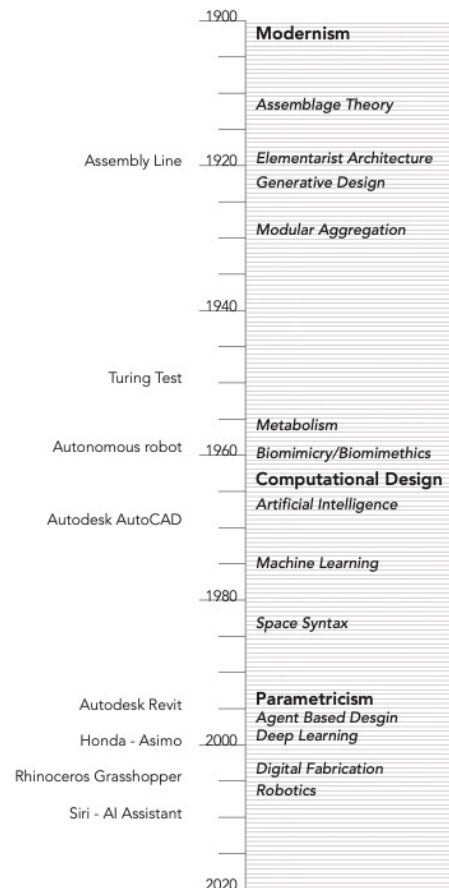 1900
Modernism
Assemblage Theory
Assembly Line
1920
Elementarist Architecture
Generative Design
Modular Aggregation
1940
Turing Test
Metabolism
Autonomous robot
1960
Biomimicry/Biomimethics
Computational Design
Artificial Intelligence
Autodesk AutoCAD
Machine Learning
1980
Space Syntax
Parametricism
Autodesk Revit
Agent Based Desgin
Honda - Asimo
2000
Deep Learning
Digital Fabrication
Rhinoceros Grasshopper
Robotics
Siri - AI Assistant
2020